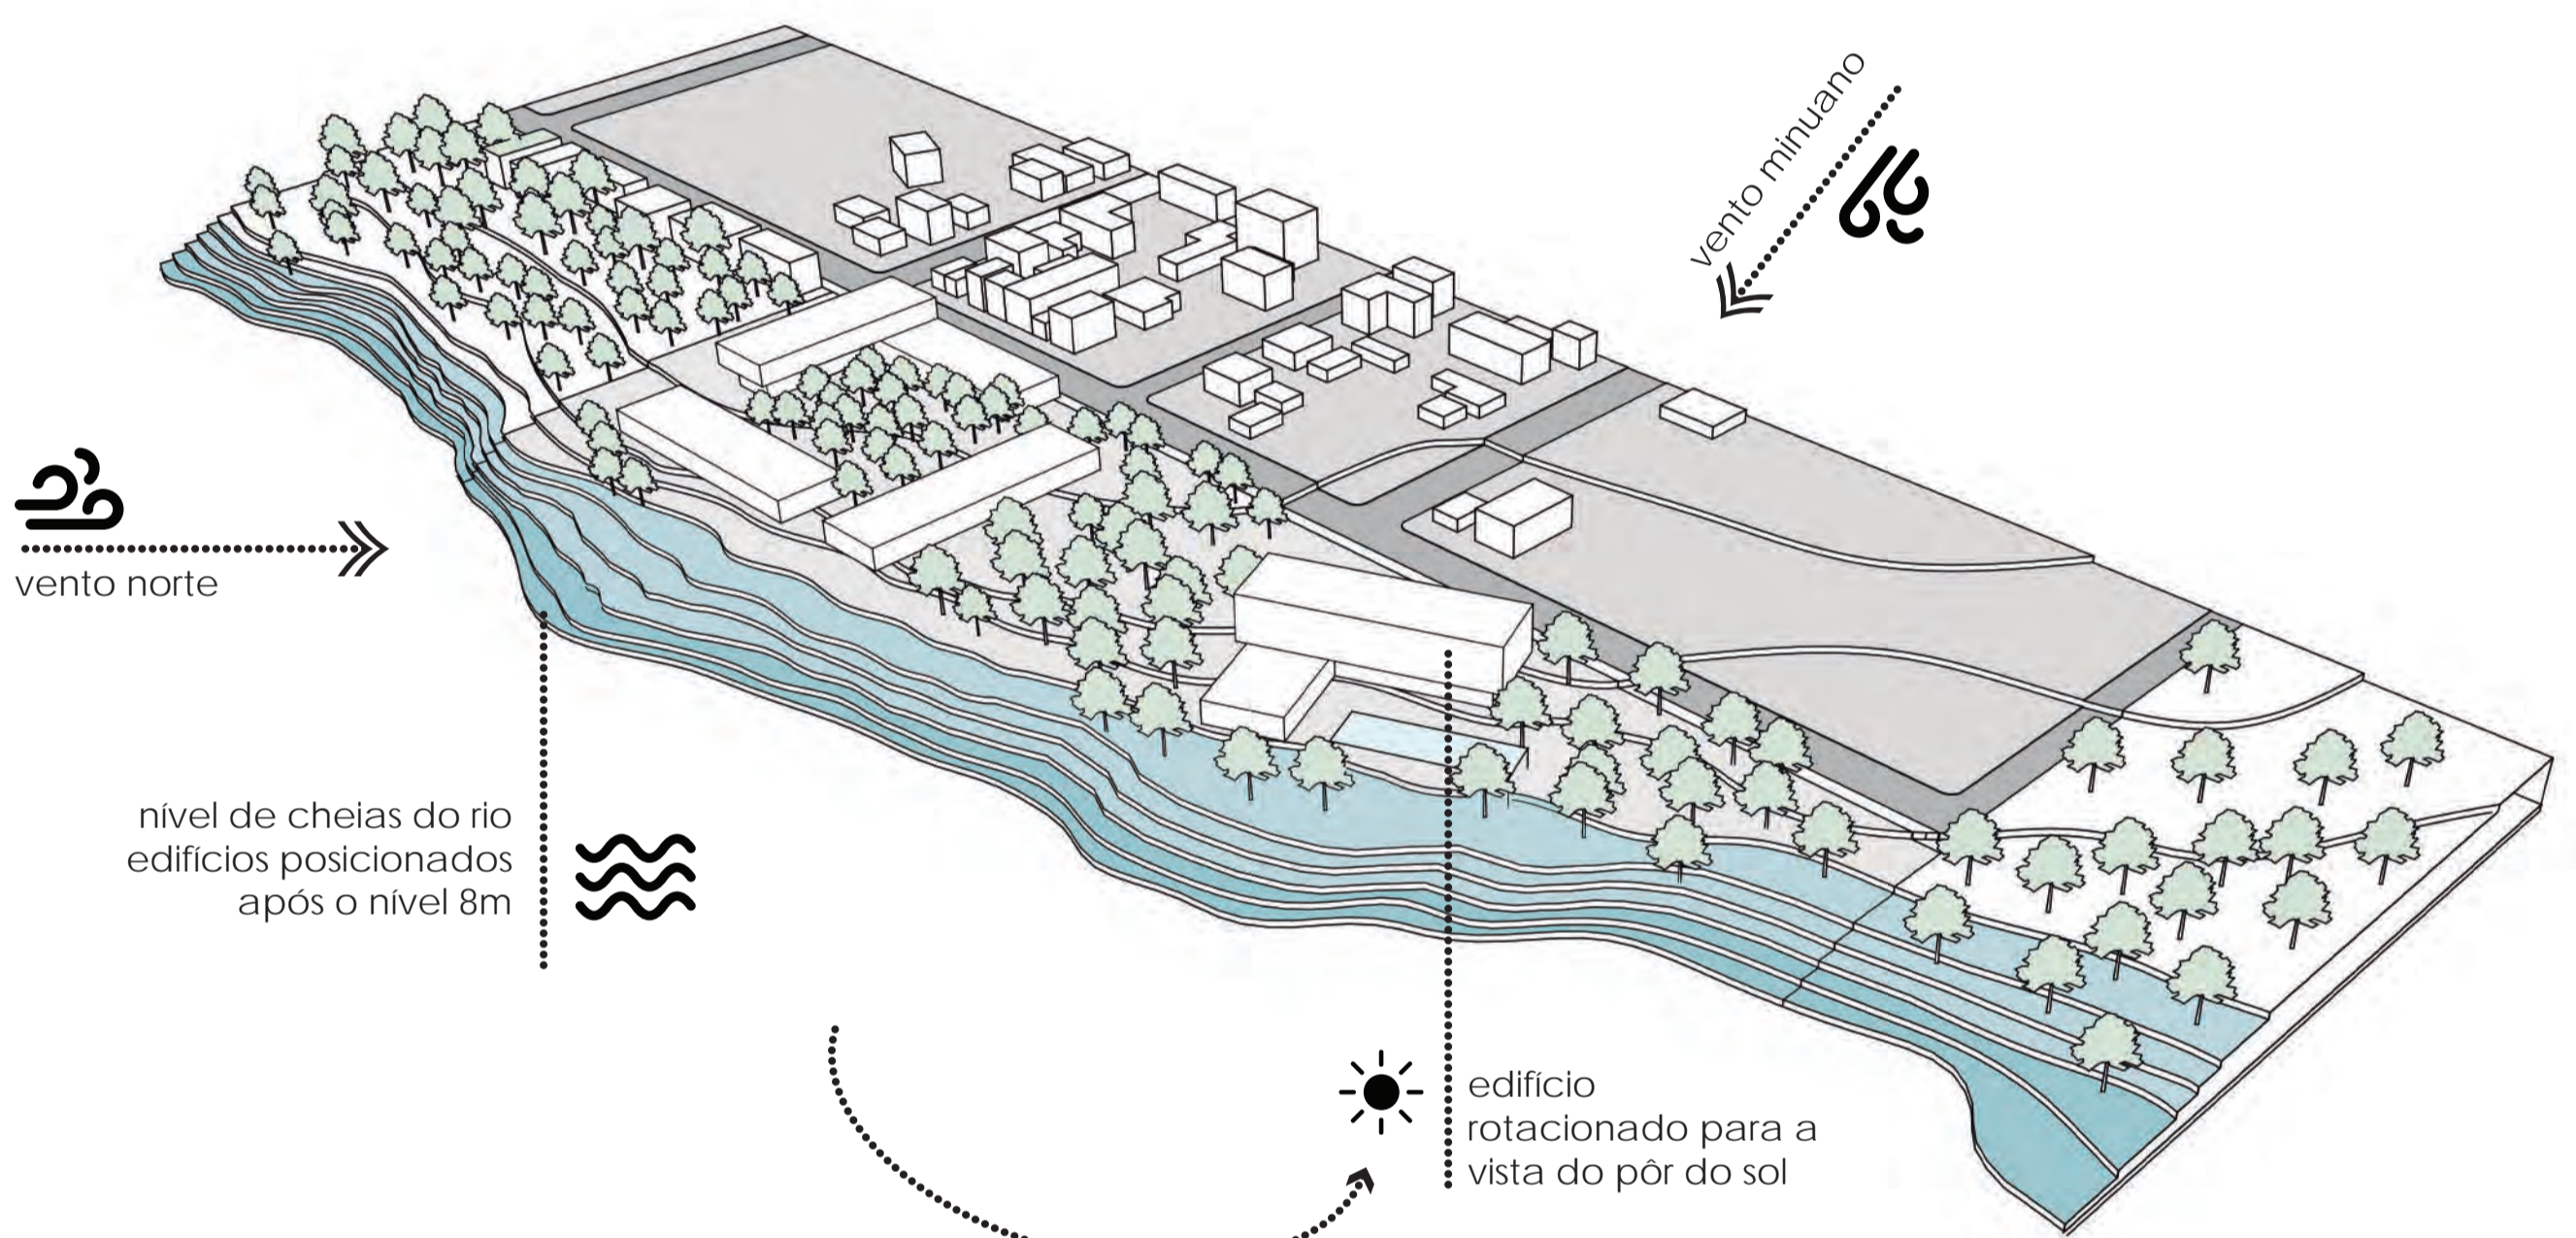 vento minuano
vento norte
nível de cheias do rio
edifícios posicionados
após o nível 8m
edifício
rotacionado para a
vista do pôr do sol